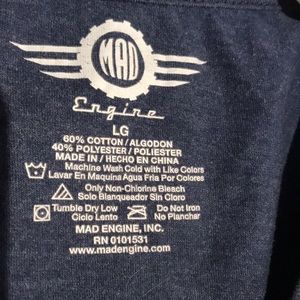 MAD
Engine
LG
60% COTTON / ALGODON
40% POLYESTER / POLIESTER
MADE IN / HECHO EN CHINA
Machine Wash Cold with Like Colors
Lavar En Maquina Agua Fria Por Colores
Only Non-Chlorine Bleach
Solo Blanqueador Sin Cloro
Tumble Dry Low Do Not Iron
Ciclo Lento No Planchar
MAD ENGINE, INC.
RN 0101531
www.madengine.com